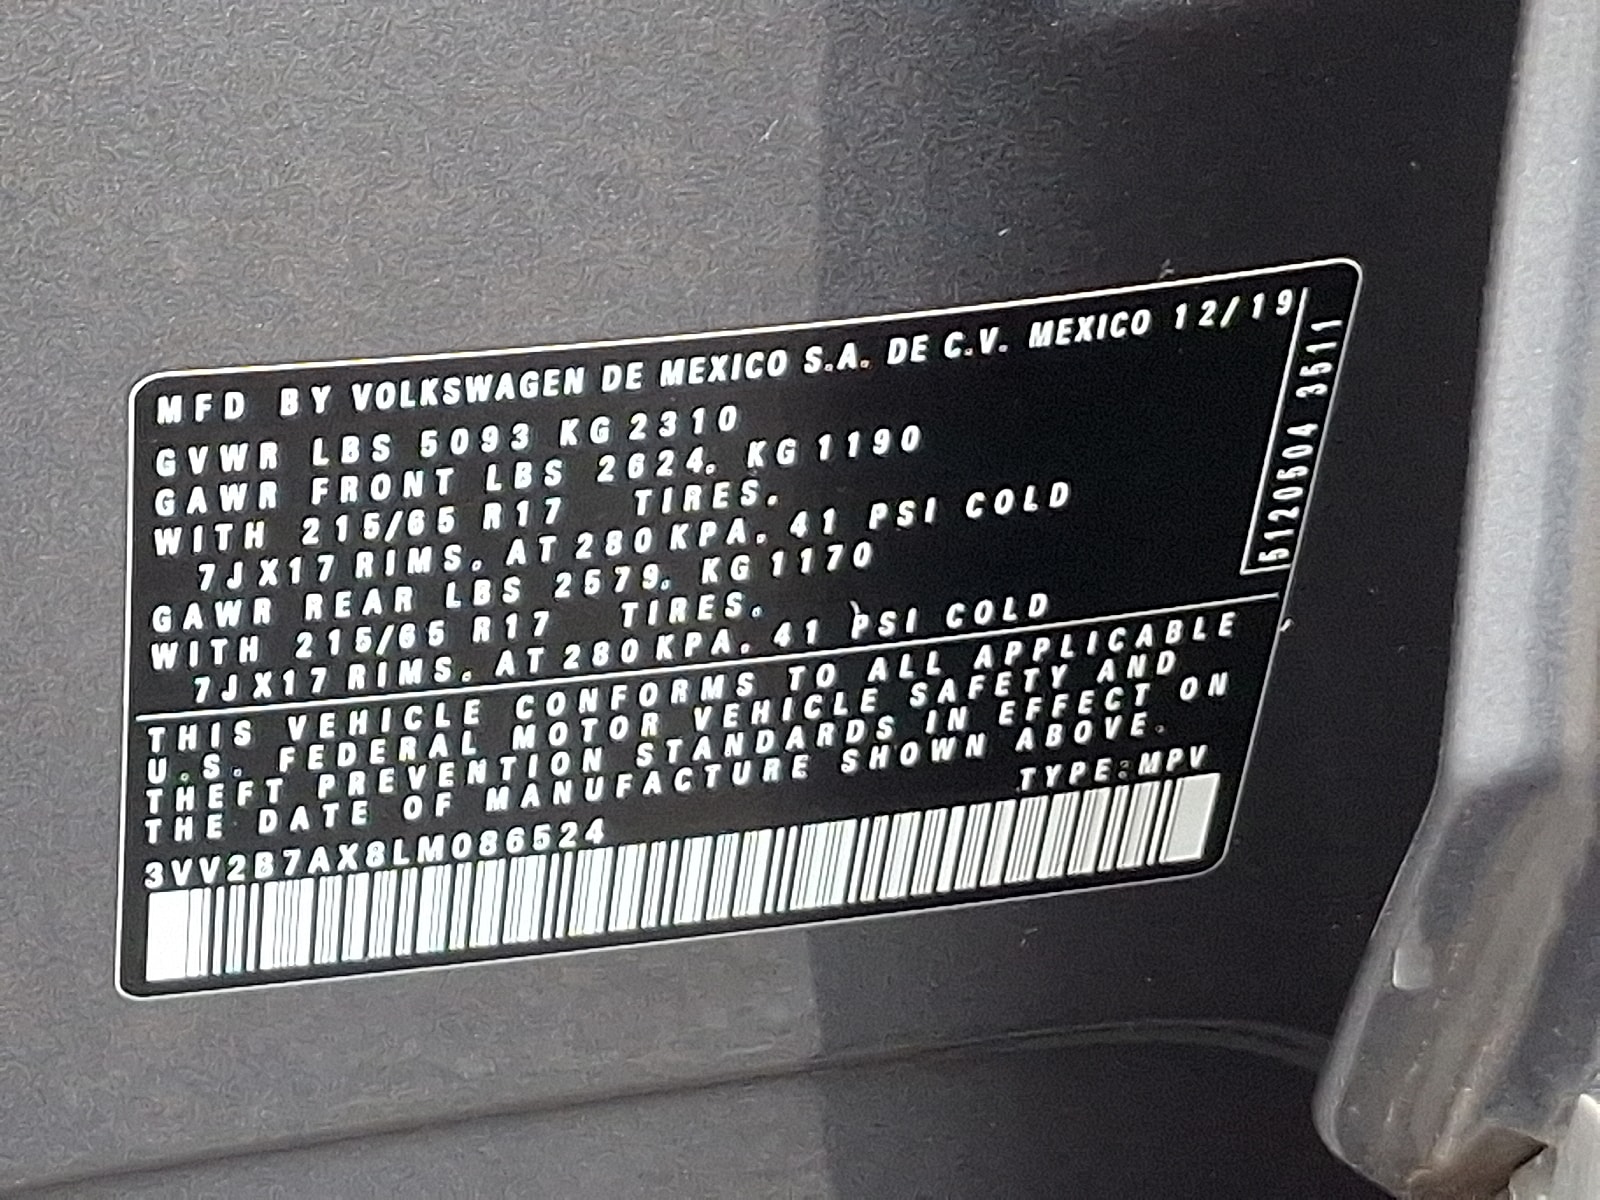 MFD BY VOLKSWAGEN DE MEXICO S.A. DE C.V. MEXICO 12/19
GVWR LBS 5093 KG 2310
GAWR FRONT LBS 2624. KG 1190
WITH 215/65 R17 TIRES.
7JX17 RIMS. AT 280 KPA. 41 PSI COLD
GAWR REAR LBS 2579. KG 1170
WITH 215/65 R17 TIRES.
7JX17 RIMS. AT 280 KPA. 41 PSI COLD
5120504 3511
THIS VEHICLE CONFORMS TO ALL APPLICABLE
U.S. FEDERAL MOTOR VEHICLE SAFETY AND
THEFT PREVENTION STANDARDS IN EFFECT ON
THE DATE OF MANUFACTURE SHOWN ABOVE.
TYPE:MPV
3VV2B7AX8LM086524